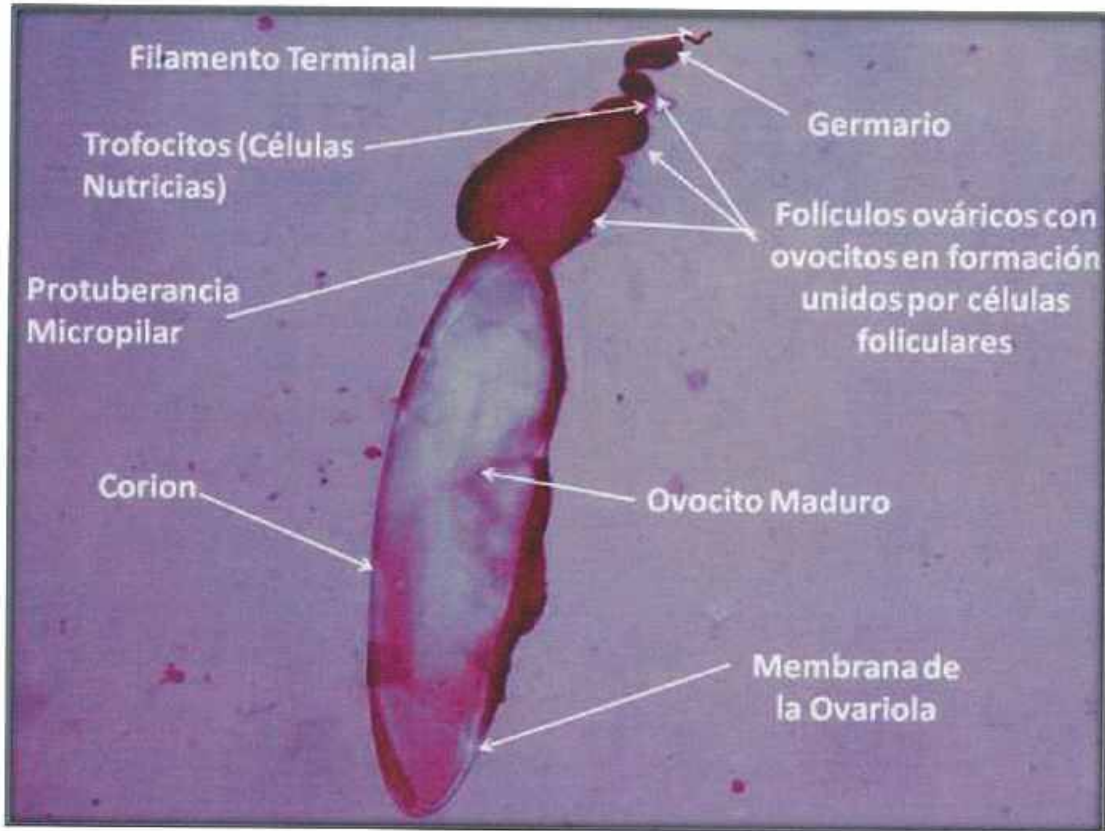 Filamento Terminal
Germario
Trofocitos (Células
Nutricias)
Folículos ováricos con
ovocitos en formación
unidos por células
foliculares
Protuberancia
Micropilar
Corion
Ovocito Maduro
Membrana de
la Ovariola